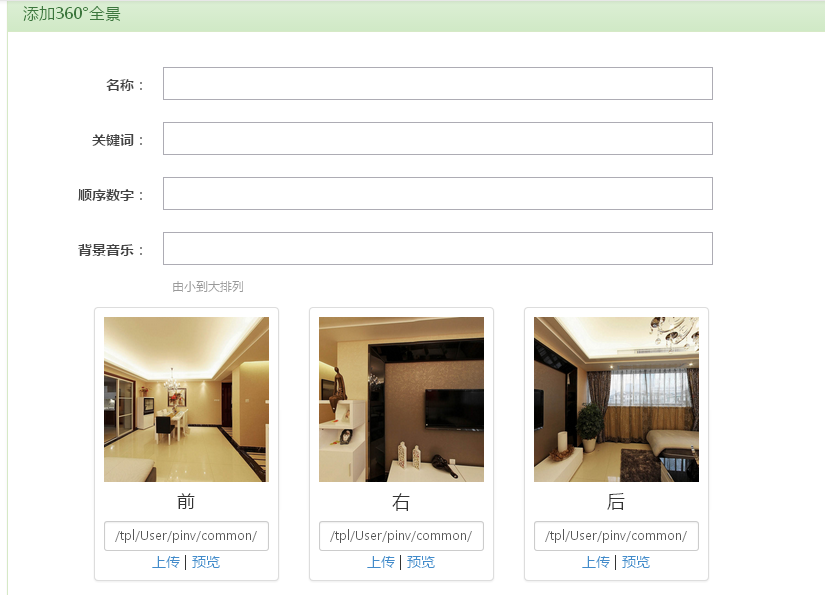 添加360°全景
名称：
关键词：
顺序数字：
背景音乐：
由小到大排列
前 右 后
/tpl/User/pinv/common/ /tpl/User/pinv/common/ /tpl/User/pinv/common/
上传 | 预览 上传 | 预览 上传 | 预览